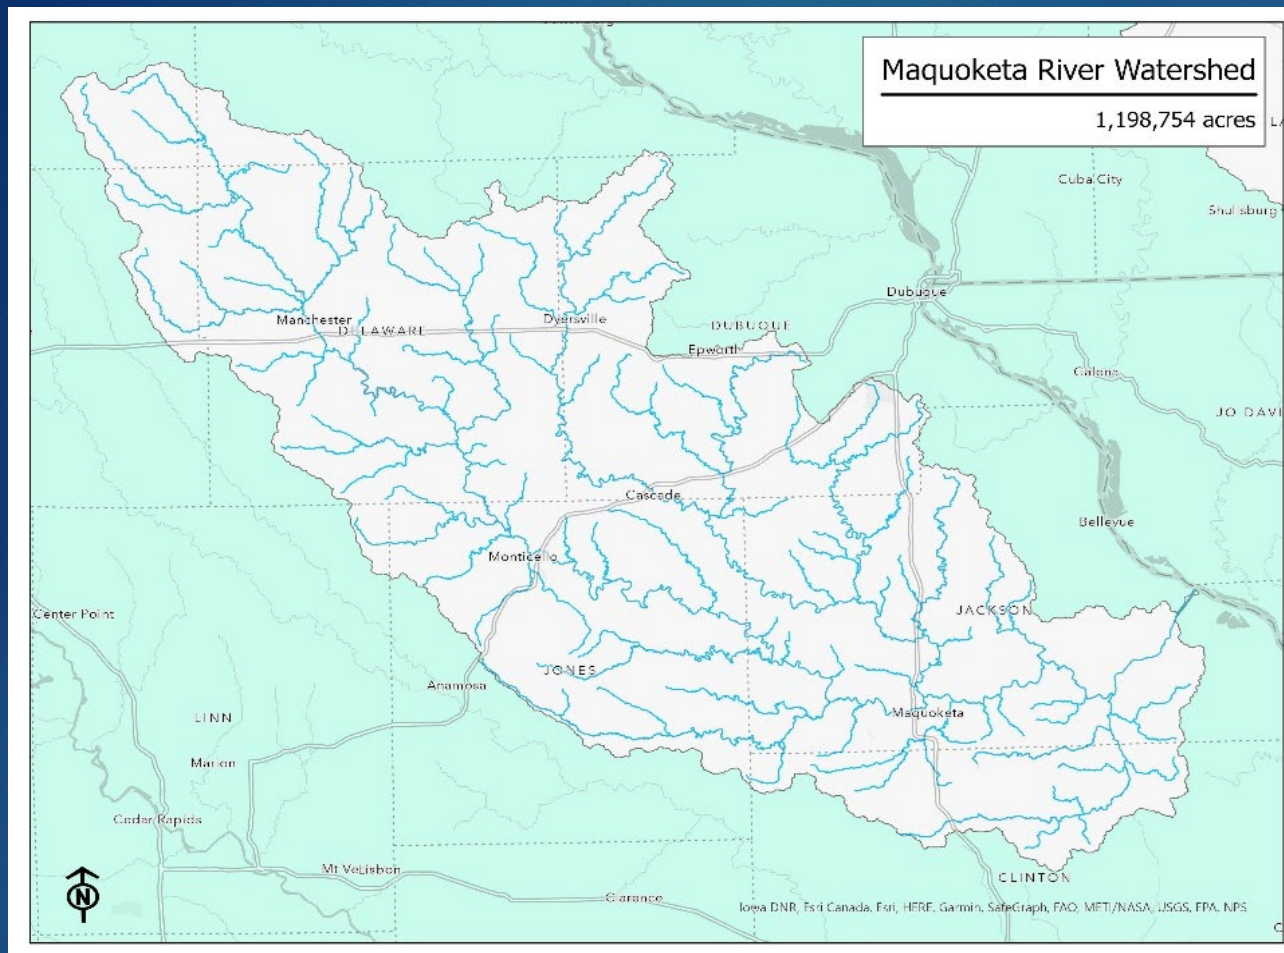 Maquoketa River Watershed
1,198,754 acres
Cuba City
Shullsburg
Dubuque
Manchester
DELAWARE
Dyersville
DUBUQUE
Epworth
Galena
JO DAVI
Cascade
Bellevue
Monticello
Center Point
JACKSON
JONES
Anamosa
LINN
Maquoketa
Marion
Cedar Rapids
Mt Ve
Lisbon
CLINTON
N
Clarence
Iowa DNR, Esri Canada, Esri, HERE, Garmin, SafeGraph, FAO, METI/NASA, USGS, EPA, NPS